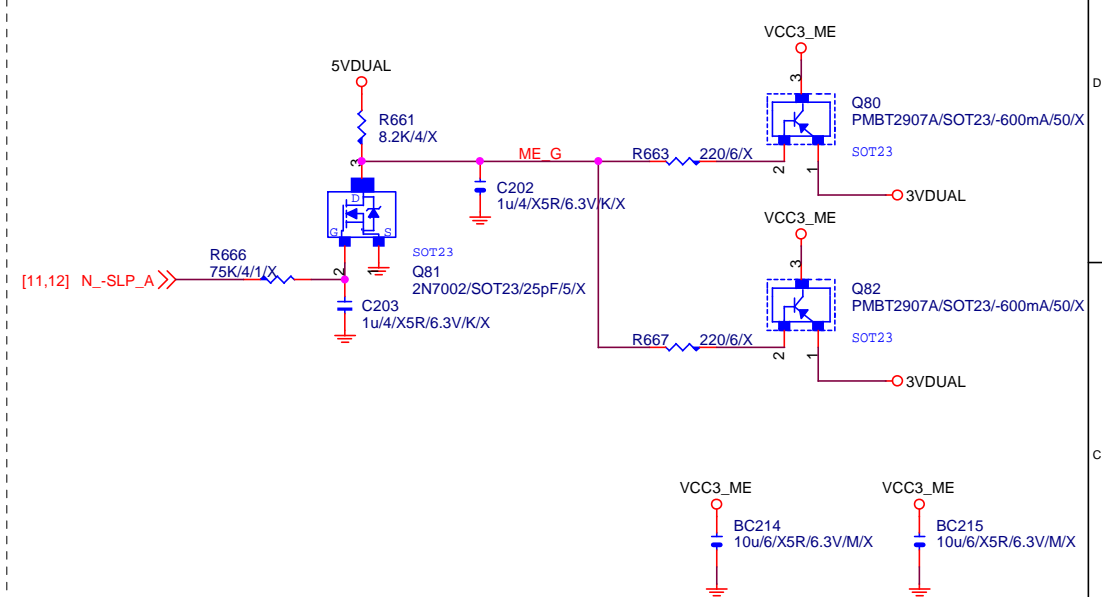 VCC3_ME
3
Q80
PMBT2907A/SOT23/-600mA/50/X
SOT23
2
1
3VDUAL
5VDUAL
R661
8.2K/4/X
3
ME_G
R663
220/6/X
C202
1u/4/X5R/6.3V/K/X
D
G
S
SOT23
2
1
Q81
2N7002/SOT23/25pF/5/X
R666
75K/4/1/X
[11,12]
N_-SLP_A
C203
1u/4/X5R/6.3V/K/X
VCC3_ME
3
Q82
PMBT2907A/SOT23/-600mA/50/X
SOT23
R667
220/6/X
2
1
3VDUAL
VCC3_ME
BC214
10u/6/X5R/6.3V/M/X
VCC3_ME
BC215
10u/6/X5R/6.3V/M/X
D
C